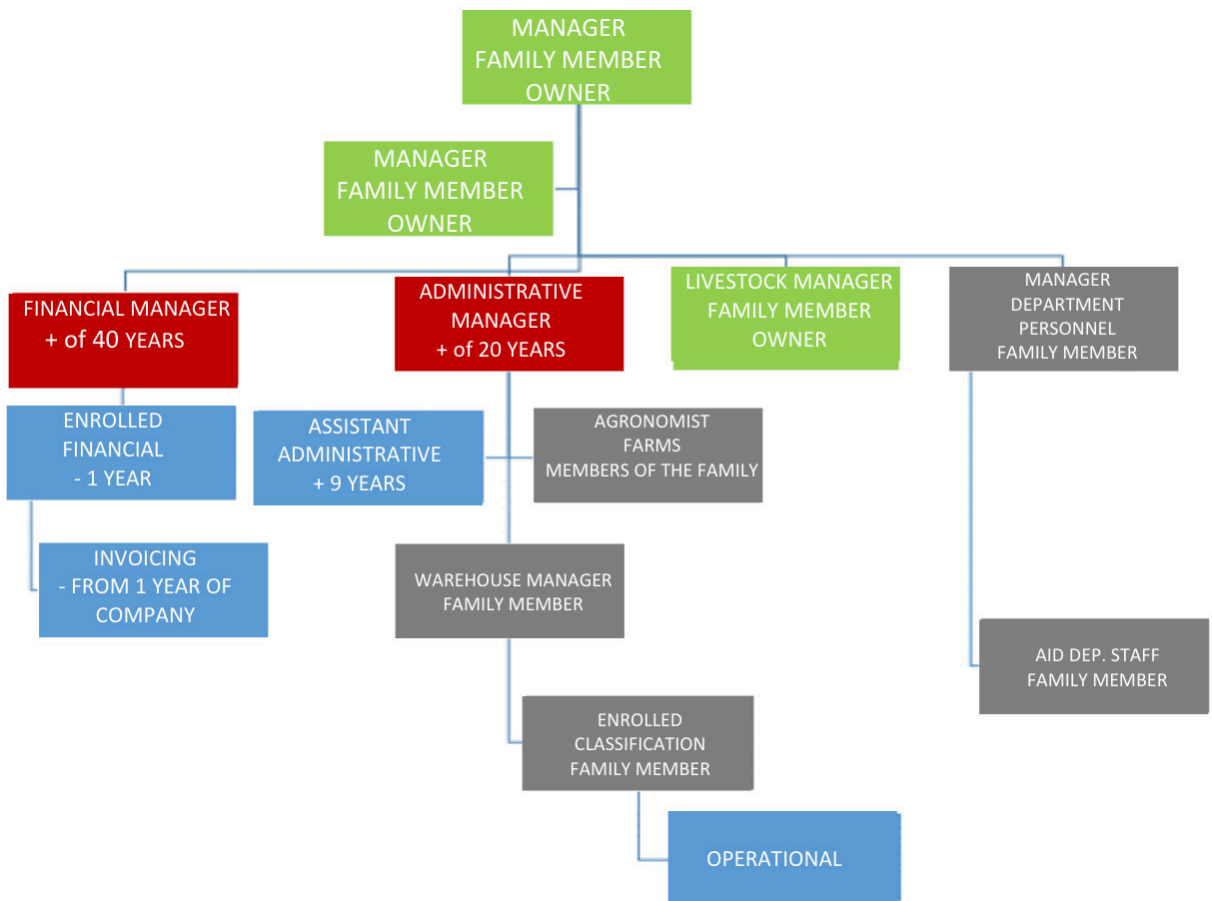 MANAGER
FAMILY MEMBER
OWNER
MANAGER
FAMILY MEMBER
OWNER
FINANCIAL MANAGER
+ of 40 YEARS
ADMINISTRATIVE
MANAGER
+ of 20 YEARS
LIVESTOCK MANAGER
FAMILY MEMBER
OWNER
MANAGER
DEPARTMENT
PERSONNEL
FAMILY MEMBER
ENROLLED
FINANCIAL
- 1 YEAR
ASSISTANT
ADMINISTRATIVE
+ 9 YEARS
AGRONOMIST
FARMS
MEMBERS OF THE FAMILY
INVOICING
- FROM 1 YEAR OF
COMPANY
WAREHOUSE MANAGER
FAMILY MEMBER
AID DEP. STAFF
FAMILY MEMBER
ENROLLED
CLASSIFICATION
FAMILY MEMBER
OPERATIONAL